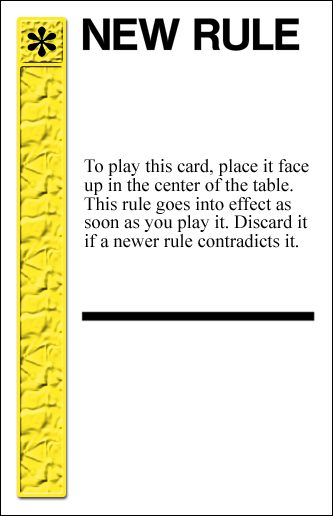 NEW RULE
To play this card, place it face
up in the center of the table.
This rule goes into effect as
soon as you play it. Discard it
if a newer rule contradicts it.